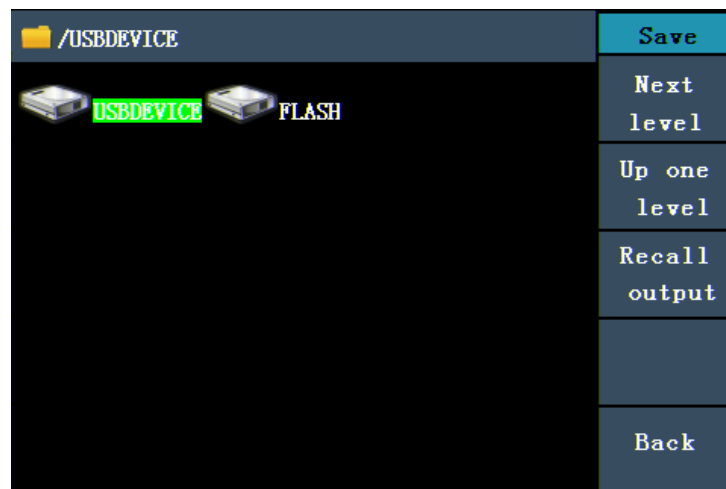 /USBDEVICE
USBDEVICE FLASH
Save
Next
level
Up one
level
Recall
output
Back